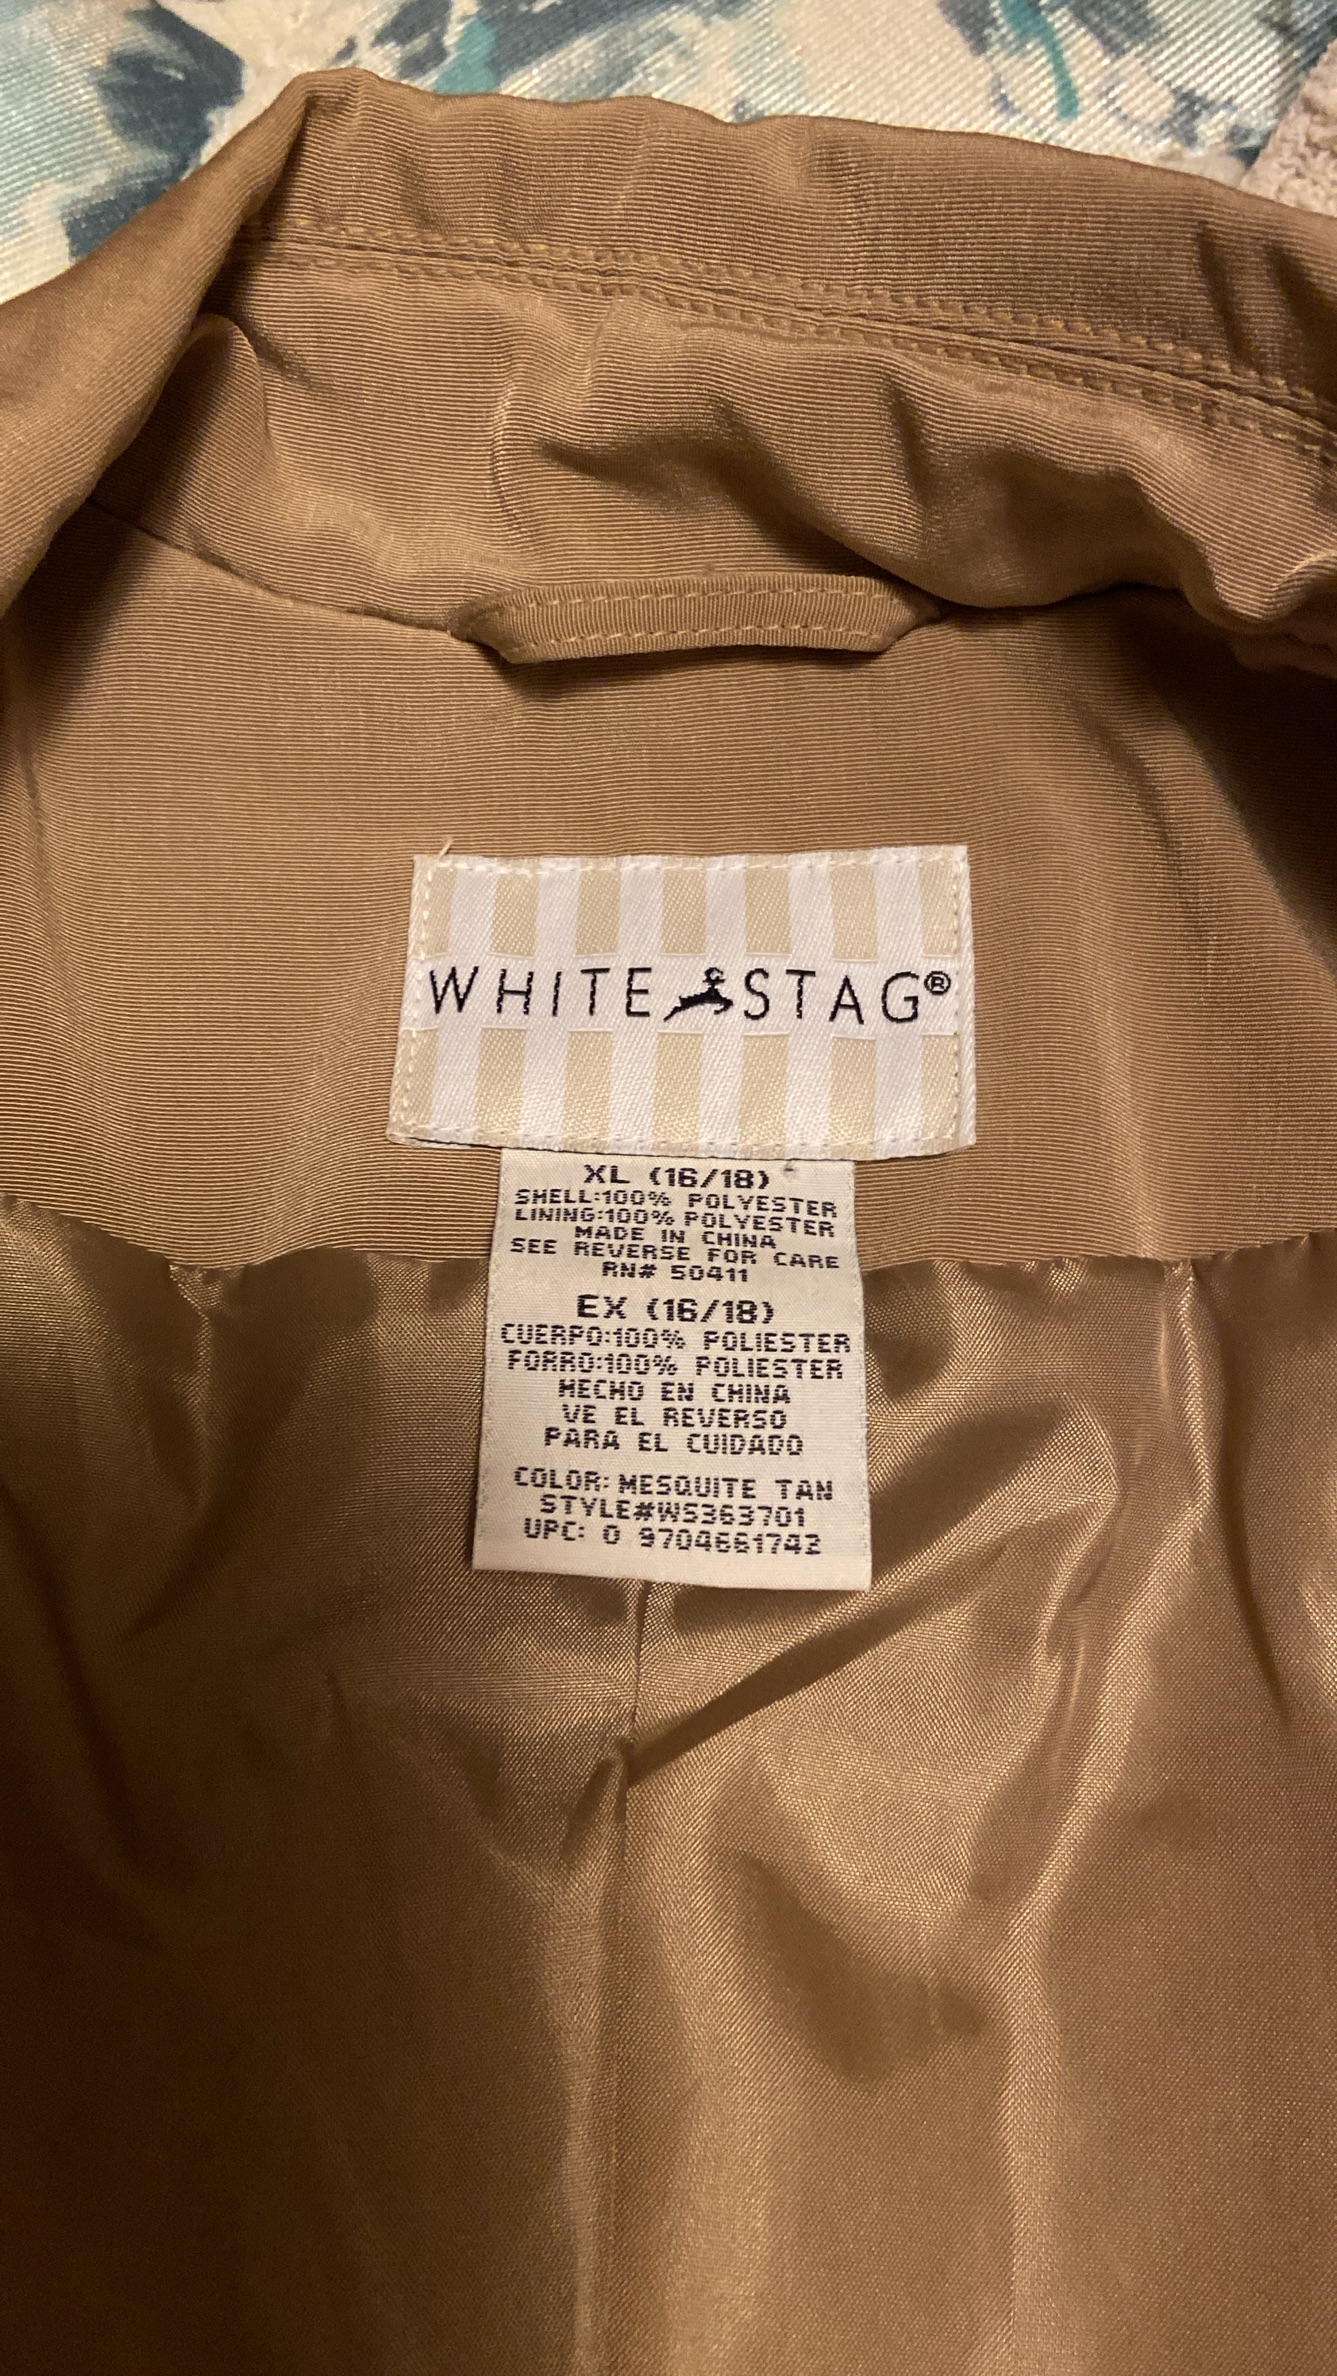 WHITE STAG®
XL (16/18)
SHELL:100% POLYESTER
LINING:100% POLYESTER
MADE IN CHINA
SEE REVERSE FOR CARE
RN# 50411
EX (16/18)
CUERPO:100% POLIESTER
FORRO:100% POLIESTER
HECHO EN CHINA
VE EL REVERSO
PARA EL CUIDADO
COLOR: MESQUITE TAN
STYLE#WS363701
UPC: 0 9704661742